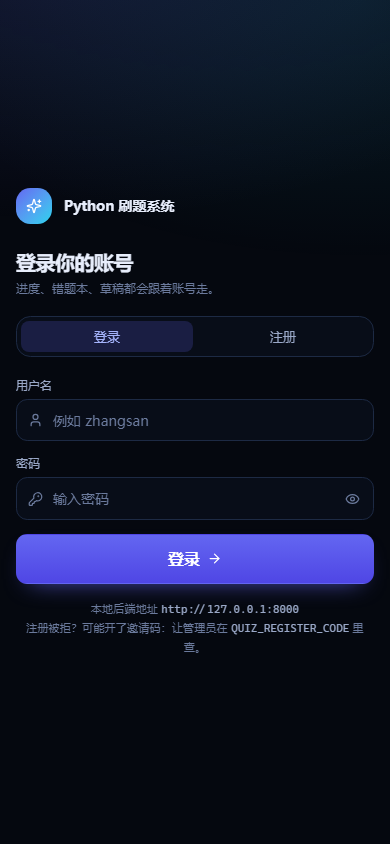 Python 刷题系统
登录你的账号
进度、错题本、草稿都会跟着账号走。
登录
注册
用户名
例如 zhangsan
密码
输入密码
登录 →
本地后端地址 http://127.0.0.1:8000
注册被拒？可能开了邀请码：让管理员在 QUIZ_REGISTER_CODE 里
查。